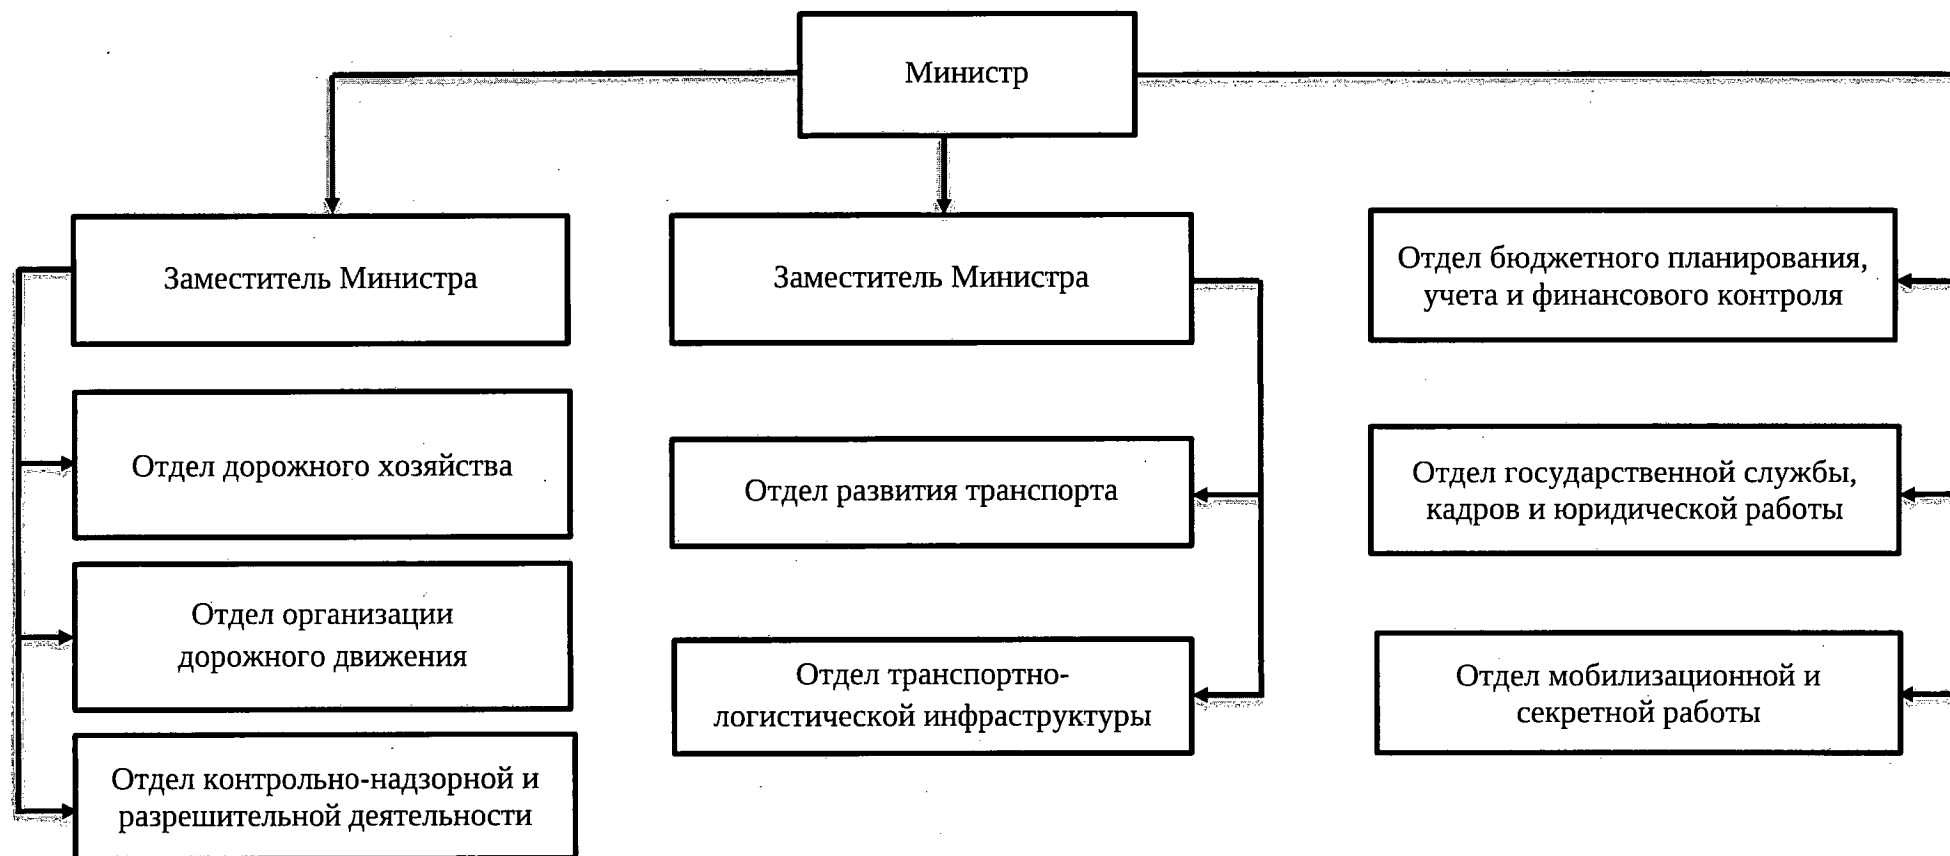 Министр
Заместитель Министра
Отдел дорожного хозяйства
Отдел организации
дорожного движения
Отдел контрольно-надзорной и
разрешительной деятельности
Заместитель Министра
Отдел развития транспорта
Отдел транспортно-
логистической инфраструктуры
Отдел бюджетного планирования,
учета и финансового контроля
Отдел государственной службы,
кадров и юридической работы
Отдел мобилизационной и
секретной работы